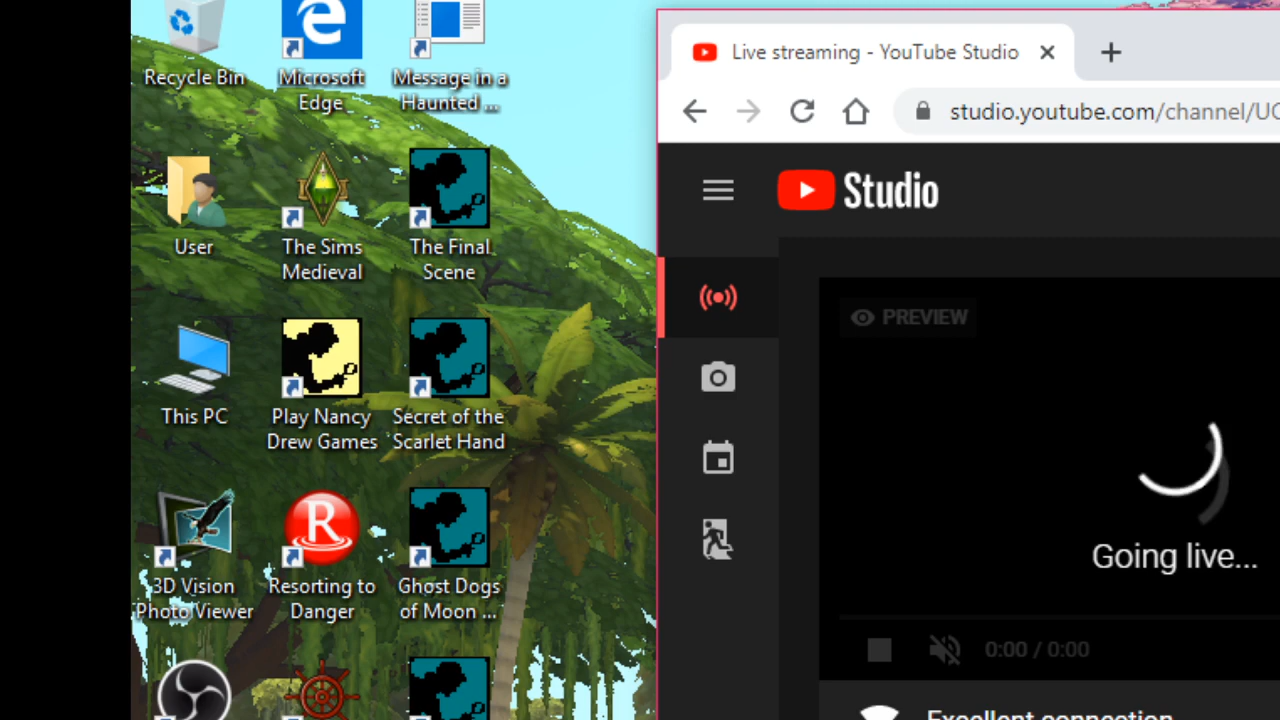 Recycle Bin
Microsoft
Edge
Message in a
Haunted ...
User
The Sims
Medieval
The Final
Scene
This PC
Play Nancy
Drew Games
Secret of the
Scarlet Hand
3D Vision
Photo Viewer
R
Resorting to
Danger
Ghost Dogs
of Moon ...
Live streaming - YouTube Studio
studio.youtube.com/channel/UC
Studio
PREVIEW
Going live...
0:00 / 0:00
Excellent connection